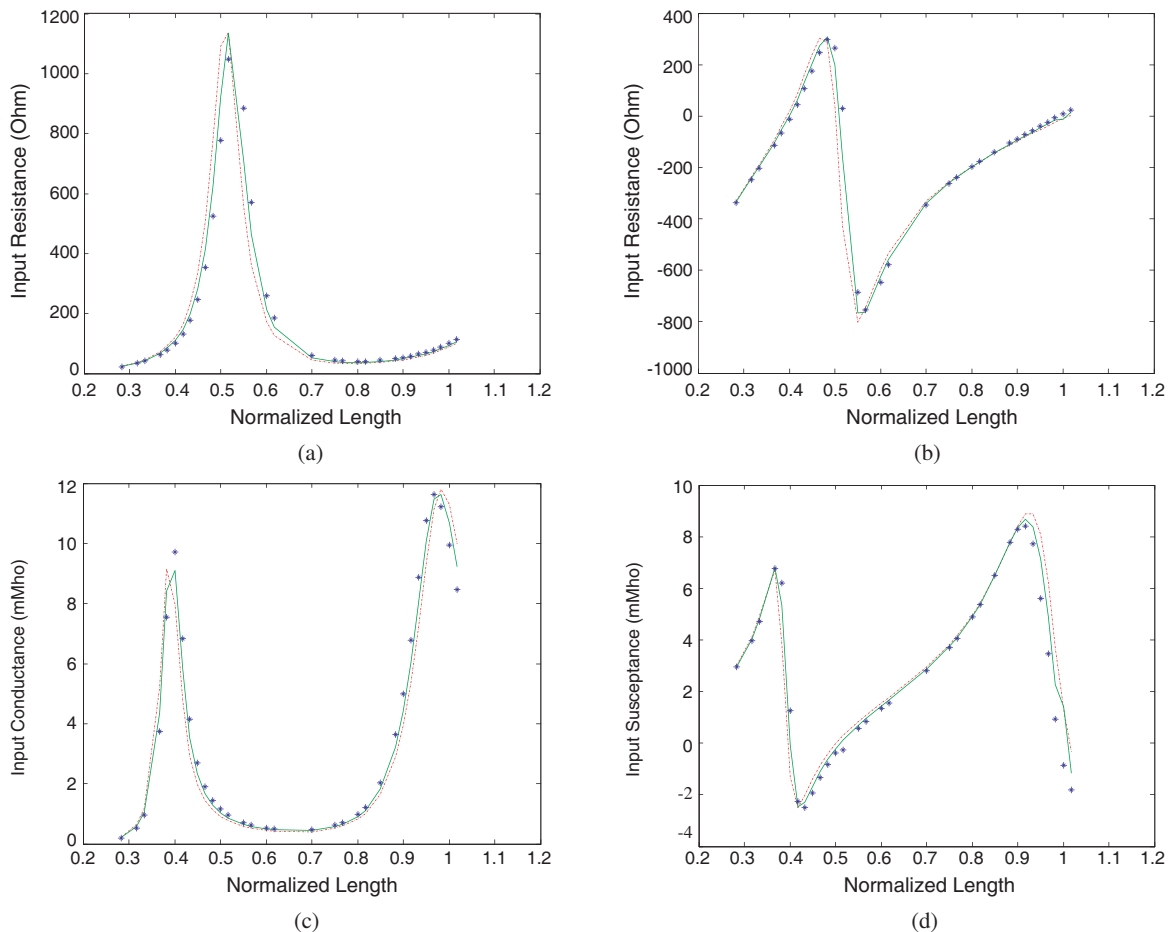 1200
1000
800
600
400
200
0
Input Resistance (Ohm)
0.2 0.3 0.4 0.5 0.6 0.7 0.8 0.9 1 1.1 1.2
Normalized Length
(a)
400
200
0
-200
-400
-600
-800
-1000
Input Resistance (Ohm)
0.2 0.3 0.4 0.5 0.6 0.7 0.8 0.9 1 1.1 1.2
Normalized Length
(b)
12
10
8
6
4
2
0
Input Conductance (mMho)
0.2 0.3 0.4 0.5 0.6 0.7 0.8 0.9 1 1.1 1.2
Normalized Length
(c)
10
8
6
4
2
0
-2
-4
Input Susceptance (mMho)
0.2 0.3 0.4 0.5 0.6 0.7 0.8 0.9 1 1.1 1.2
Normalized Length
(d)